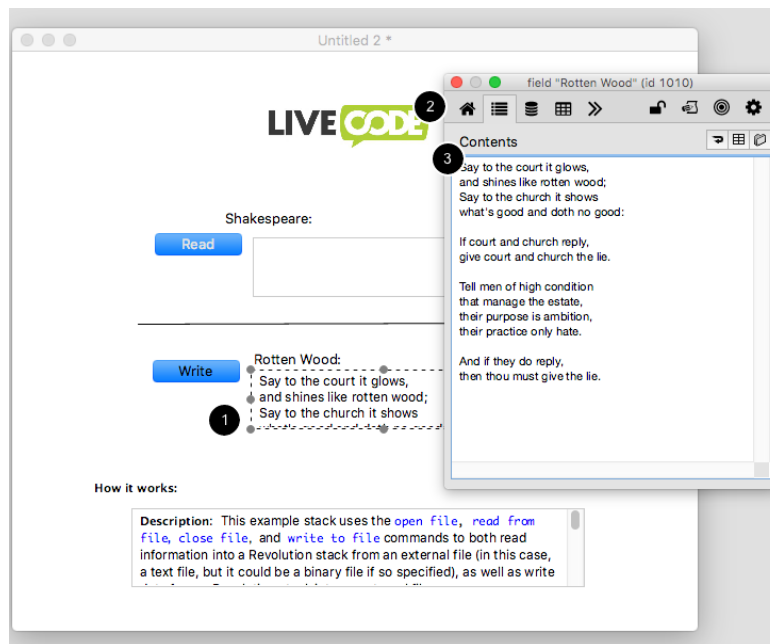 Untitled 2 *
LIVECODE
Shakespeare:
Read
Write
Rotten Wood:
Say to the court it glows,
and shines like rotten wood;
Say to the church it shows
1
How it works:
Description: This example stack uses the open file, read from
file, close file, and write to file commands to both read
information into a Revolution stack from an external file (in this case,
a text file, but it could be a binary file if so specified), as well as write
field "Rotten Wood" (id 1010)
2
Contents
3
Say to the court it glows,
and shines like rotten wood;
Say to the church it shows
what's good and doth no good:
If court and church reply,
give court and church the lie.
Tell men of high condition
that manage the estate,
their purpose is ambition,
their practice only hate.
And if they do reply,
then thou must give the lie.